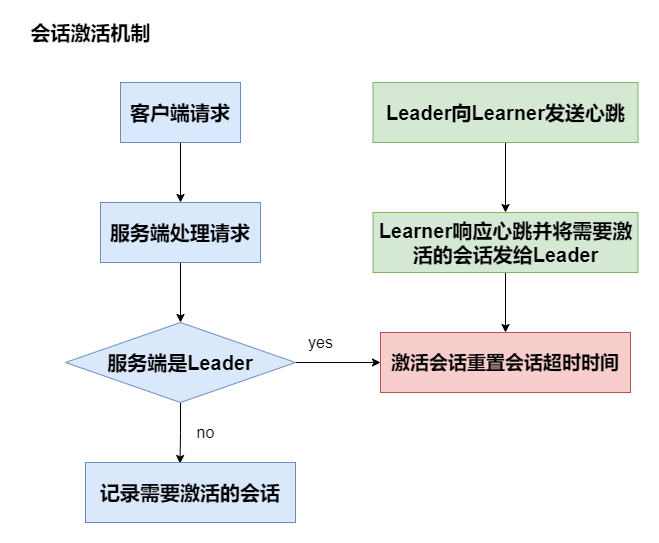 会话激活机制
客户端请求
Leader向Learner发送心跳
服务端处理请求
Learner响应心跳并将需要激
活的会话发给Leader
服务端是Leader
yes
激活会话重置会话超时时间
no
记录需要激活的会话